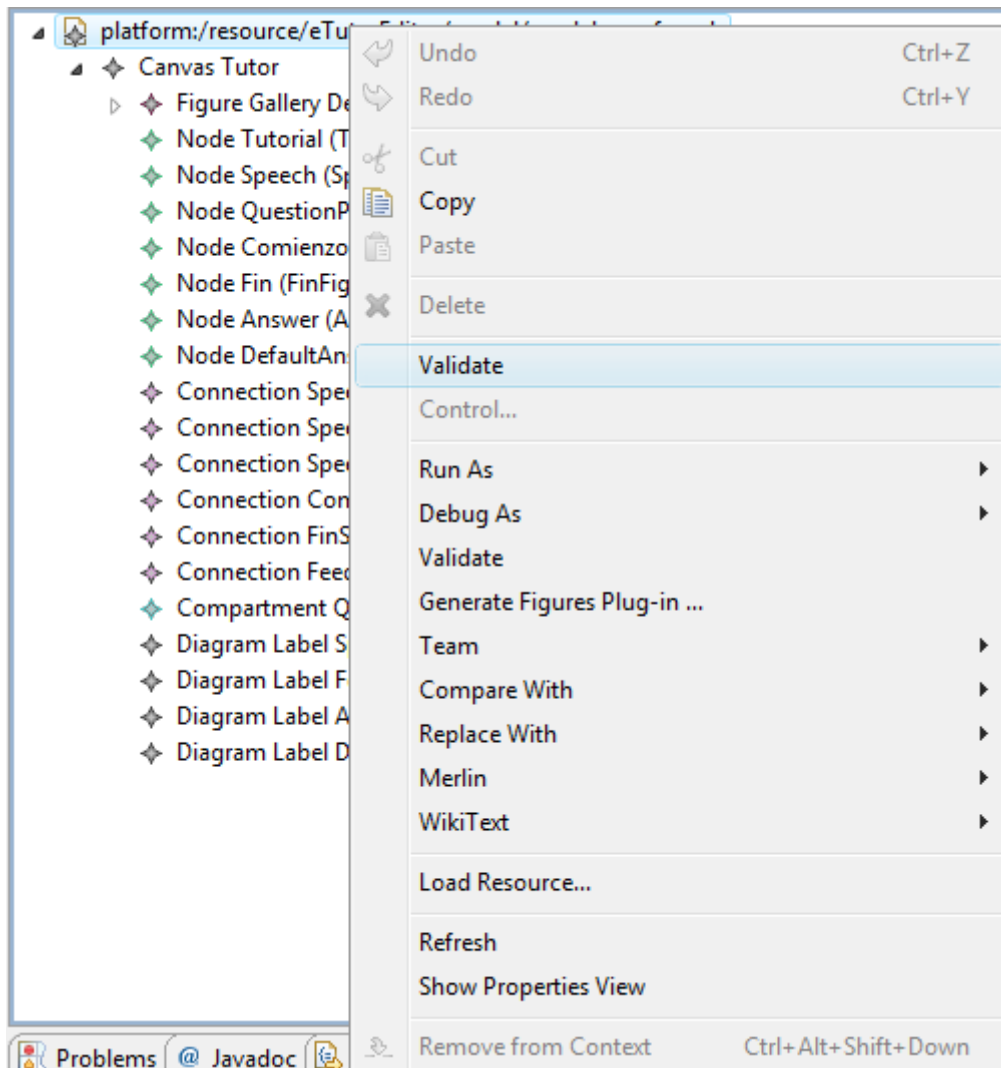 platform:/resource/eTu
Canvas Tutor
Figure Gallery De
Node Tutorial (T
Node Speech (Sp
Node QuestionP
Node Comienzo
Node Fin (FinFig
Node Answer (A
Node DefaultAn
Connection Spe
Connection Spe
Connection Spe
Connection Con
Connection FinS
Connection Feed
Compartment Q
Diagram Label S
Diagram Label F
Diagram Label A
Diagram Label D
Undo Ctrl+Z
Redo Ctrl+Y
Cut
Copy
Paste
Delete
Validate
Control...
Run As
Debug As
Validate
Generate Figures Plug-in ...
Team
Compare With
Replace With
Merlin
WikiText
Load Resource...
Refresh
Show Properties View
Remove from Context Ctrl+Alt+Shift+Down
Problems @ Javadoc